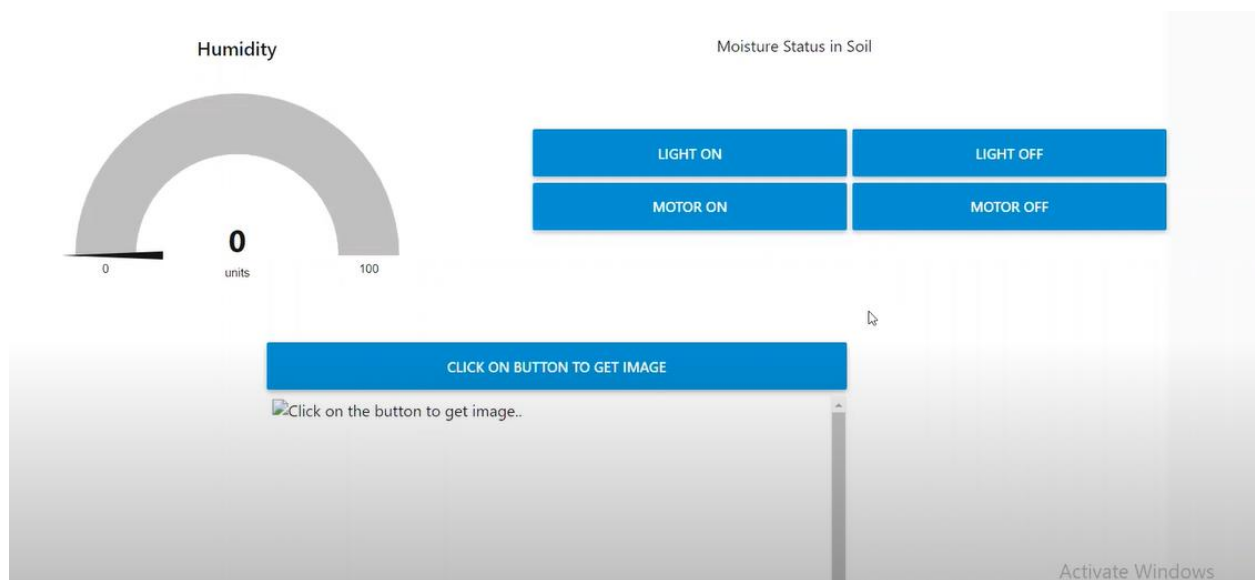 Humidity
Moisture Status in Soil
LIGHT ON
LIGHT OFF
MOTOR ON
MOTOR OFF
0
units
0
100
CLICK ON BUTTON TO GET IMAGE
Click on the button to get image..
Activate Windows